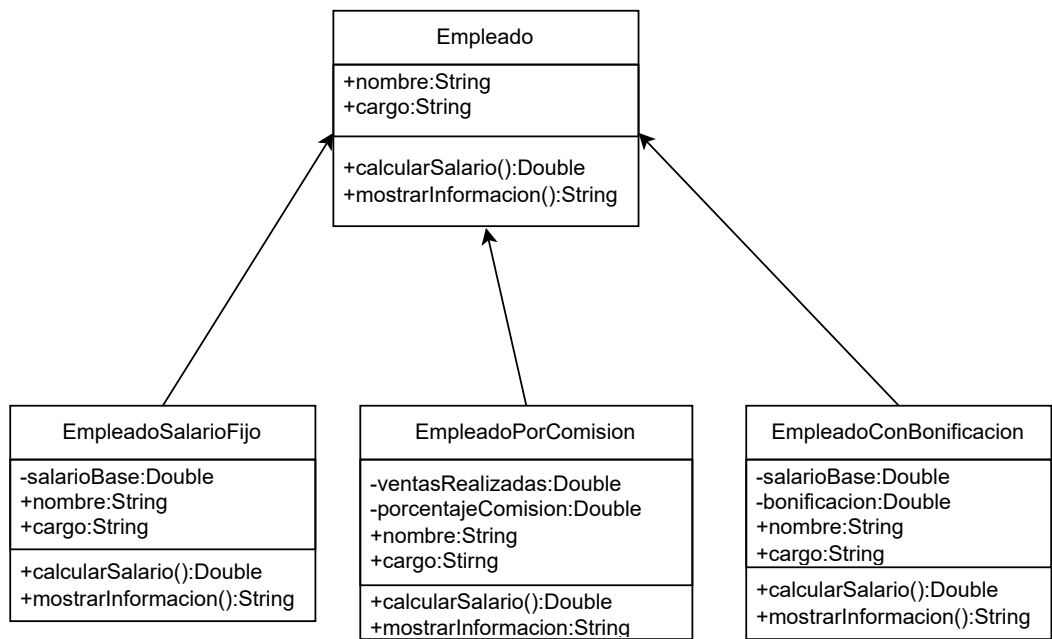 Empleado
+nombre:String
+cargo:String
+calcularSalario():Double
+mostrarInformacion():String
EmpleadoSalarioFijo
-salarioBase:Double
+nombre:String
+cargo:String
+calcularSalario():Double
+mostrarInformacion():String
EmpleadoPorComision
-ventasRealizadas:Double
-porcentajeComision:Double
+nombre:String
+cargo:Stirng
+calcularSalario():Double
+mostrarInformacion:String
EmpleadoConBonificacion
-salarioBase:Double
-bonificacion:Double
+nombre:String
+cargo:String
+calcularSalario():Double
+mostrarInformacion():String